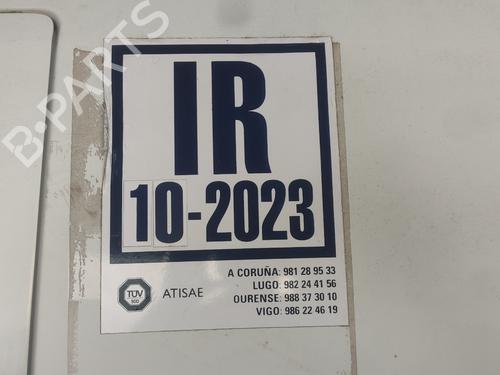 IR
10-2023
A CORUÑA: 981 28 95 33
LUGO: 982 24 41 56
OURENSE: 988 37 30 10
VIGO: 986 22 46 19
TÜV
SÜD
ATISAE
B-PARTS